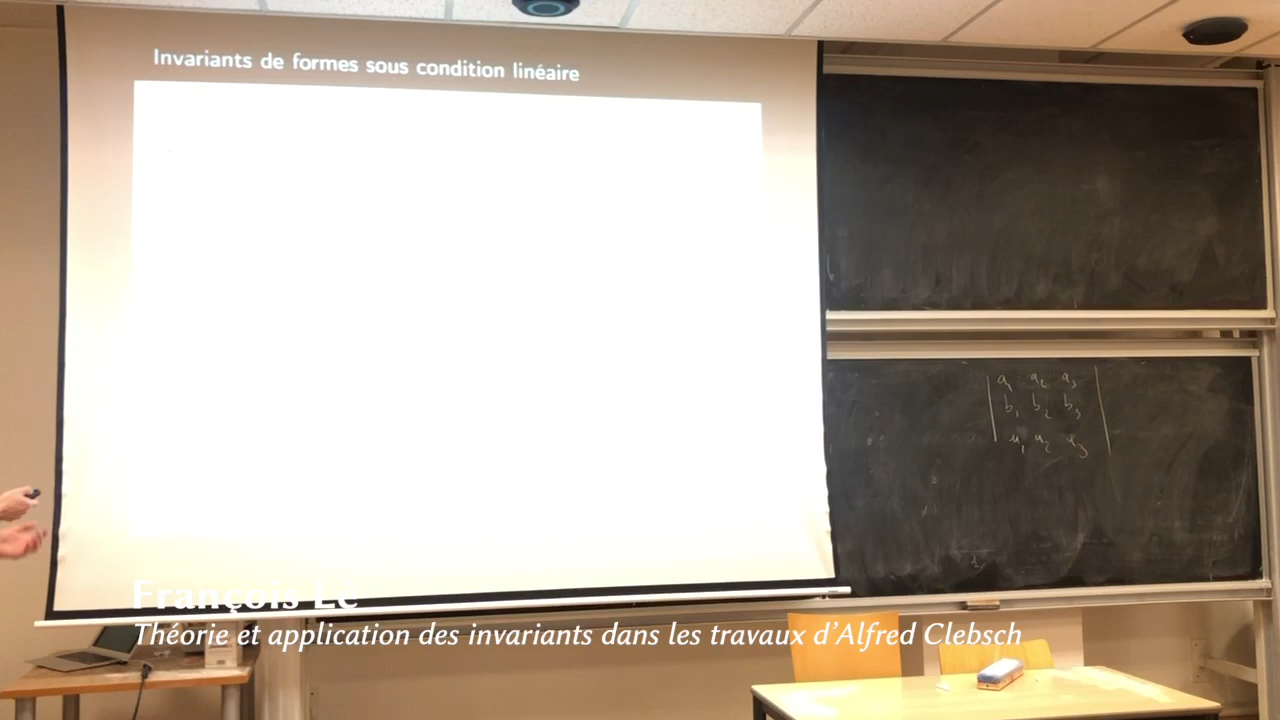 Invariants de formes sous condition linéaire
a₁ a₂ a₃
b₁ b₂ b₃
u₁ u₂ u₃
François Lê
Théorie et application des invariants dans les travaux d’Alfred Clebsch